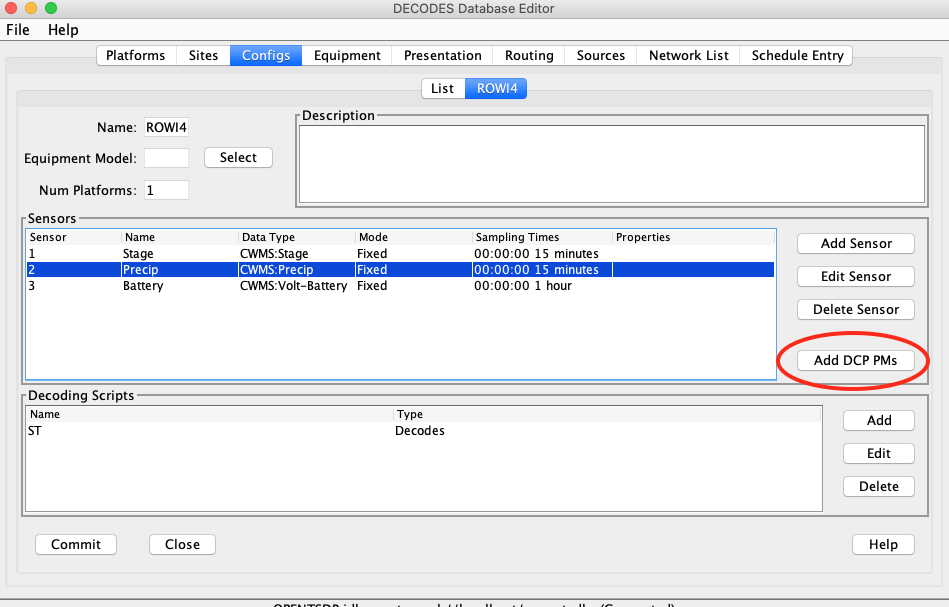 DECODES Database Editor
File Help
Platforms Sites Configs Equipment Presentation Routing Sources Network List Schedule Entry
List ROWI4
Name: ROWI4
Description
Equipment Model: Select
Num Platforms: 1
Sensors
Sensor Name Data Type Mode Sampling Times Properties
1 Stage CWMS:Stage Fixed 00:00:00 15 minutes
2 Precip CWMS:Precip Fixed 00:00:00 15 minutes
3 Battery CWMS:Volt-Battery Fixed 00:00:00 1 hour
Add Sensor
Edit Sensor
Delete Sensor
Add DCP PMs
Decoding Scripts
Name Type
ST Decodes
Add
Edit
Delete
Commit Close Help